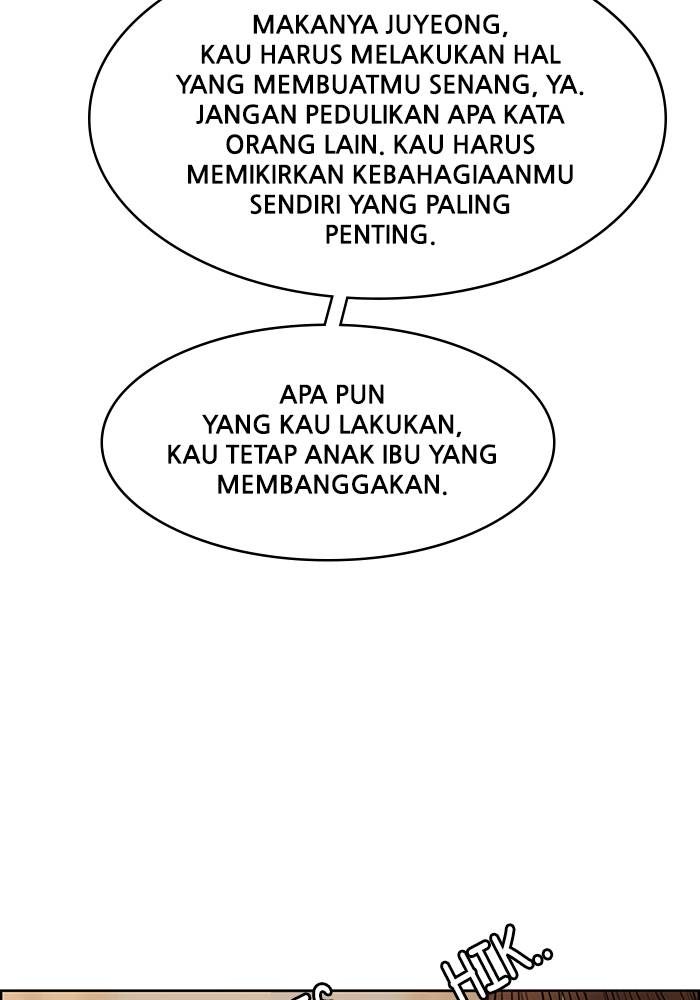 MAKANYA JUYEONG,
KAU HARUS MELAKUKAN HAL
YANG MEMBUATMU SENANG, YA.
JANGAN PEDULIKAN APA KATA
ORANG LAIN. KAU HARUS
MEMIKIRKAN KEBAHAGIAANMU
SENDIRI YANG PALING
PENTING.
APA PUN
YANG KAU LAKUKAN,
KAU TETAP ANAK IBU YANG
MEMBANGGAKAN.
HIK..